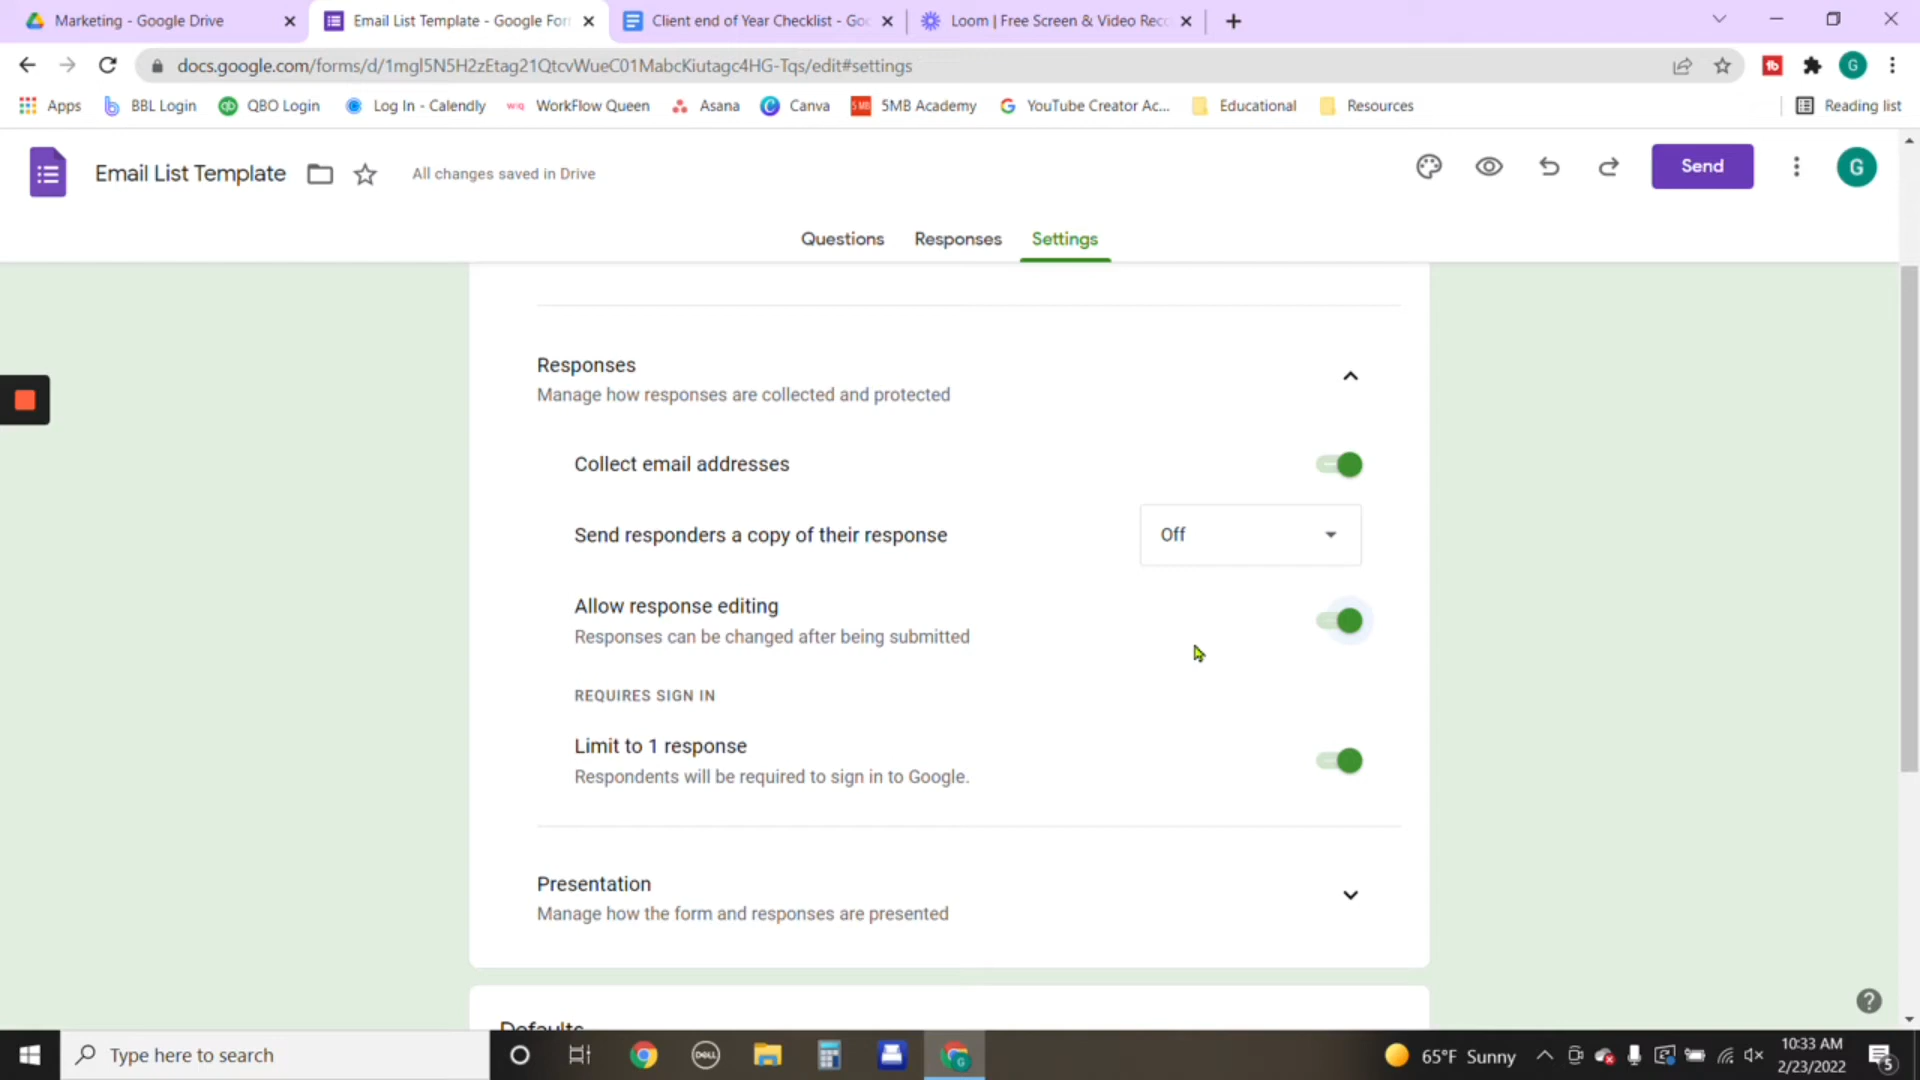 Marketing - Google Drive
Email List Template - Google For
Client end of Year Checklist - Goo
Loom | Free Screen & Video Rec
docs.google.com/forms/d/1mgl5N5H2zEtag21QtcvWueC01MabcKiutagc4HG-Tqs/edit#settings
G
Apps
BBL Login
QBO Login
Log In - Calendly
WorkFlow Queen
Asana
Canva
5MB Academy
YouTube Creator Ac...
Educational
Resources
Reading list
Email List Template
All changes saved in Drive
Send
G
Questions
Responses
Settings
Responses
Manage how responses are collected and protected
Collect email addresses
Send responders a copy of their response
Off
Allow response editing
Responses can be changed after being submitted
REQUIRES SIGN IN
Limit to 1 response
Respondents will be required to sign in to Google.
Presentation
Manage how the form and responses are presented
Defaults
Type here to search
DELL
65°F Sunny
10:33 AM
2/23/2022
5